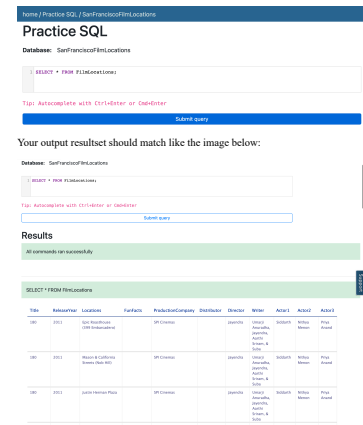 home / Practice SQL / SanFranciscoFilmLocations
Practice SQL
Database: SanFranciscoFilmLocations
1 SELECT * FROM FilmLocations;
Tip: Autocomplete with Ctrl+Enter or Cmd+Enter
Submit query
Your output resultset should match like the image below:
Database: SanFranciscoFilmLocations
1 SELECT * FROM FilmLocations;
Tip: Autocomplete with Ctrl+Enter or Cmd+Enter
Submit query
Results
All commands ran successfully
Support
SELECT * FROM FilmLocations
Title ReleaseYear Locations FunFacts ProductionCompany Distributor Director Writer Actor1 Actor2 Actor3
180 2011 Epic Roasthouse SPI Cinemas Jayendra Umarji Siddarth Nithya Priya
(399 Embarcadero) Anuradha, Menon Anand
Jayendra,
Aarthi
Sriram, &
Suba
180 2011 Mason & California SPI Cinemas Jayendra Umarji Siddarth Nithya Priya
Streets (Nob Hill) Anuradha, Menon Anand
Jayendra,
Aarthi
Sriram, &
Suba
180 2011 Justin Herman Plaza SPI Cinemas Jayendra Umarji Siddarth Nithya Priya
Anuradha, Menon Anand
Jayendra,
Aarthi
Sriram, &
Suba